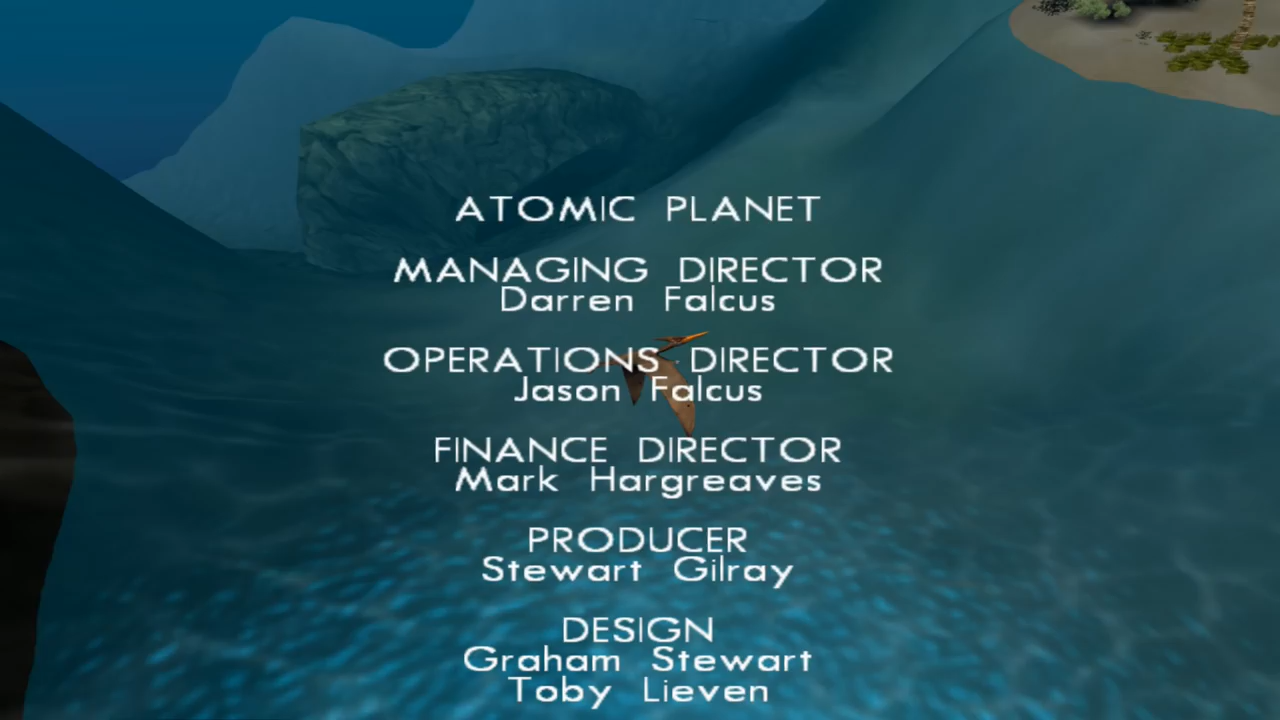 ATOMIC PLANET
MANAGING DIRECTOR
Darren Falcus
OPERATIONS DIRECTOR
Jason Falcus
FINANCE DIRECTOR
Mark Hargreaves
PRODUCER
Stewart Gilray
DESIGN
Graham Stewart
Toby Lieven